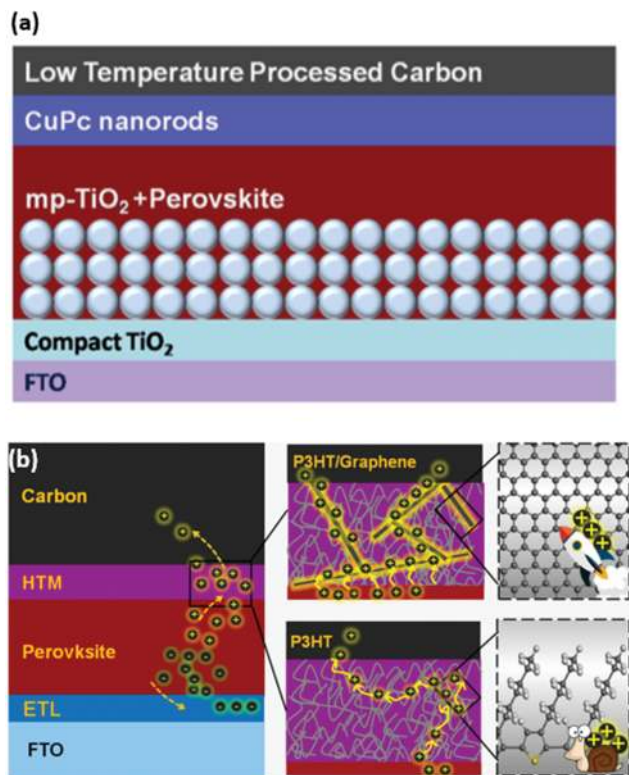 (a)
Low Temperature Processed Carbon
CuPc nanorods
mp-TiO₂+Perovskite
Compact TiO₂
FTO
(b)
Carbon
HTM
Perovksite
ETL
FTO
P3HT/Graphene
P3HT